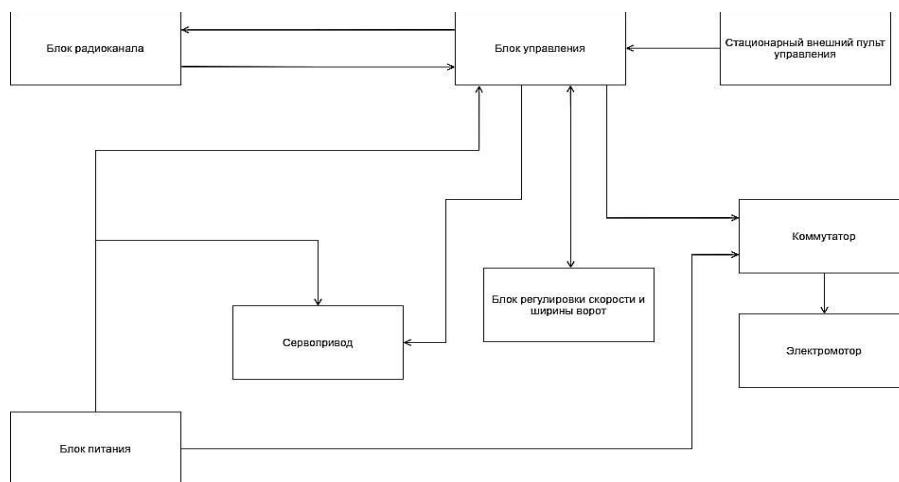 Блок радиоканала
Блок управления
Стационарный внешний пульт
управления
Коммутатор
Блок регулировки скорости и
ширины ворот
Сервопривод
Электромотор
Блок питания